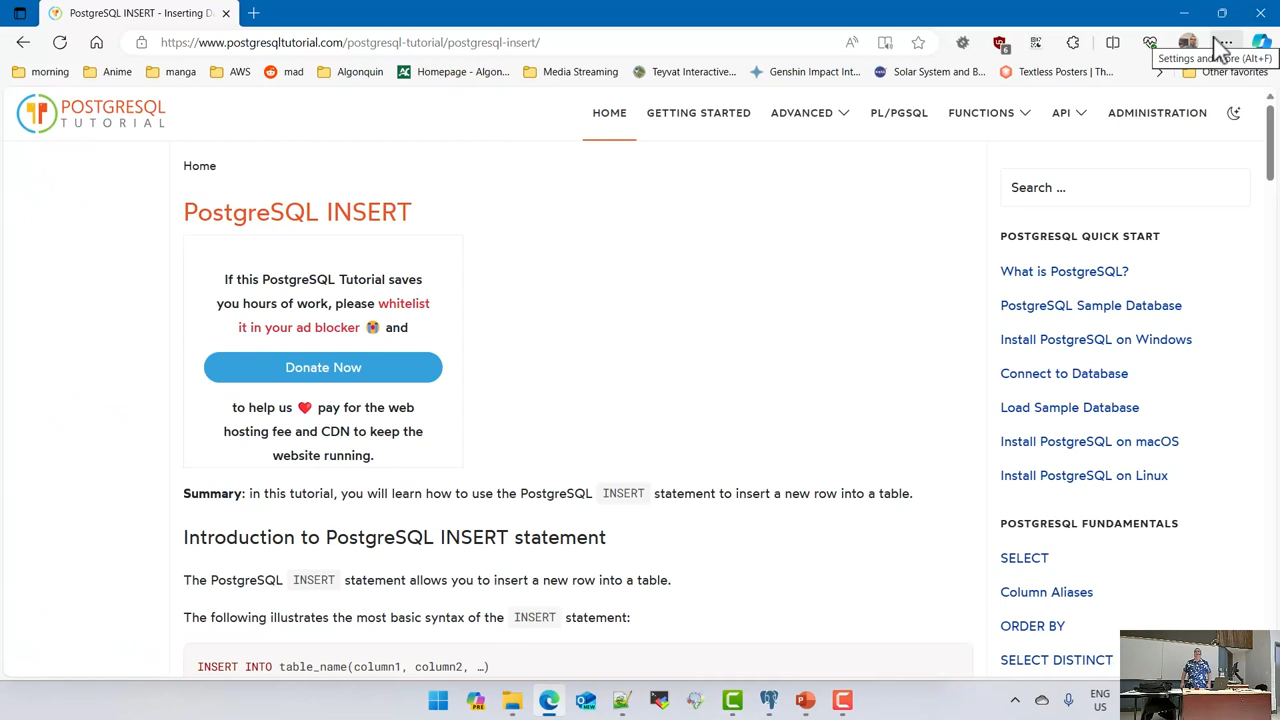 PostgreSQL INSERT - Inserting D
https://www.postgresqltutorial.com/postgresql-tutorial/postgresql-insert/
6
Settings and more (Alt+F)
morning
Anime
manga
AWS
mad
Algonquin
Homepage - Algon...
Media Streaming
Teyvat Interactive...
Genshin Impact Int...
Solar System and B...
Textless Posters | Th...
Other favorites
POSTGRESQL
TUTORIAL
HOME
GETTING STARTED
ADVANCED
PL/PGSQL
FUNCTIONS
API
ADMINISTRATION
Home
PostgreSQL INSERT
If this PostgreSQL Tutorial saves
you hours of work, please whitelist
it in your ad blocker 😭 and
Donate Now
to help us ❤️ pay for the web
hosting fee and CDN to keep the
website running.
Summary: in this tutorial, you will learn how to use the PostgreSQL INSERT statement to insert a new row into a table.
Introduction to PostgreSQL INSERT statement
The PostgreSQL INSERT statement allows you to insert a new row into a table.
The following illustrates the most basic syntax of the INSERT statement:
INSERT INTO table_name(column1, column2, …)
Search ...
POSTGRESQL QUICK START
What is PostgreSQL?
PostgreSQL Sample Database
Install PostgreSQL on Windows
Connect to Database
Load Sample Database
Install PostgreSQL on macOS
Install PostgreSQL on Linux
POSTGRESQL FUNDAMENTALS
SELECT
Column Aliases
ORDER BY
SELECT DISTINCT
PRE
NEW
ENG
US